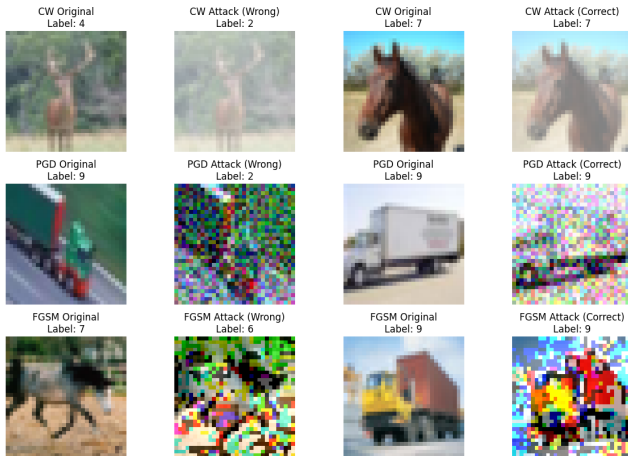 CW Original
Label: 4
CW Attack (Wrong)
Label: 2
CW Original
Label: 7
CW Attack (Correct)
Label: 7
PGD Original
Label: 9
PGD Attack (Wrong)
Label: 2
PGD Original
Label: 9
PGD Attack (Correct)
Label: 9
FGSM Original
Label: 7
FGSM Attack (Wrong)
Label: 6
FGSM Original
Label: 9
FGSM Attack (Correct)
Label: 9